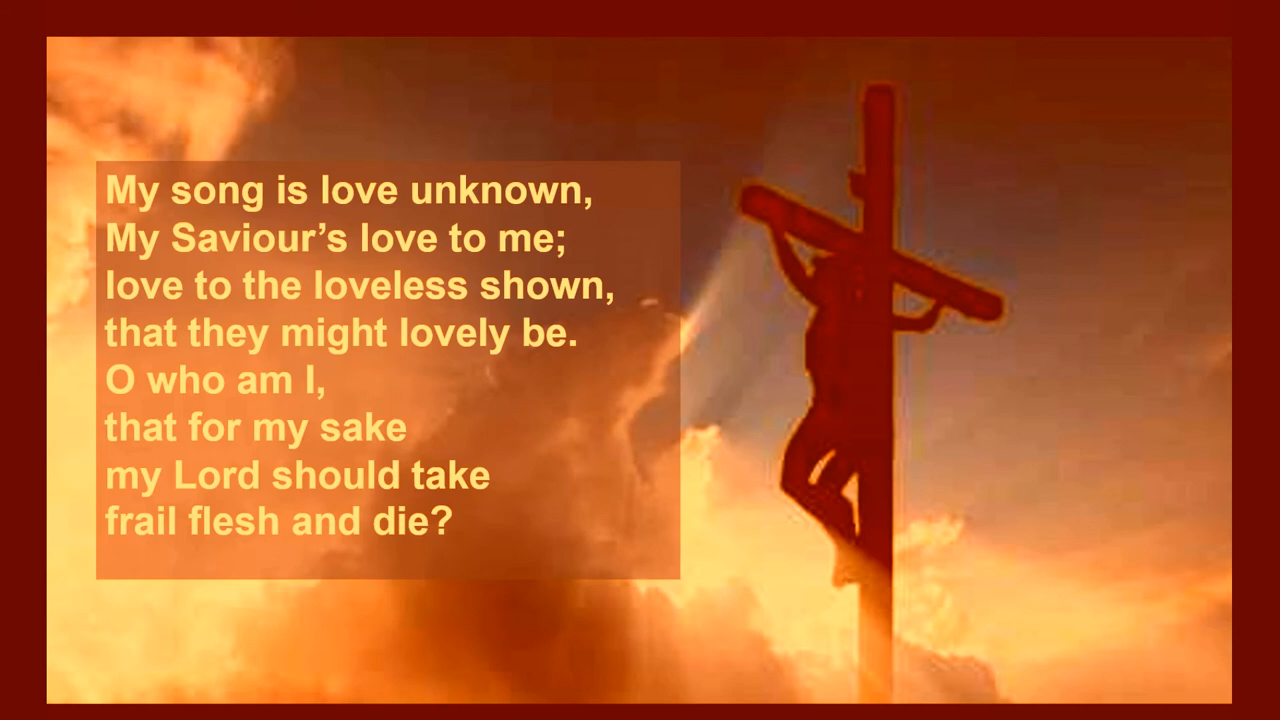 My song is love unknown,
My Saviour’s love to me;
love to the loveless shown,
that they might lovely be.
O who am I,
that for my sake
my Lord should take
frail flesh and die?